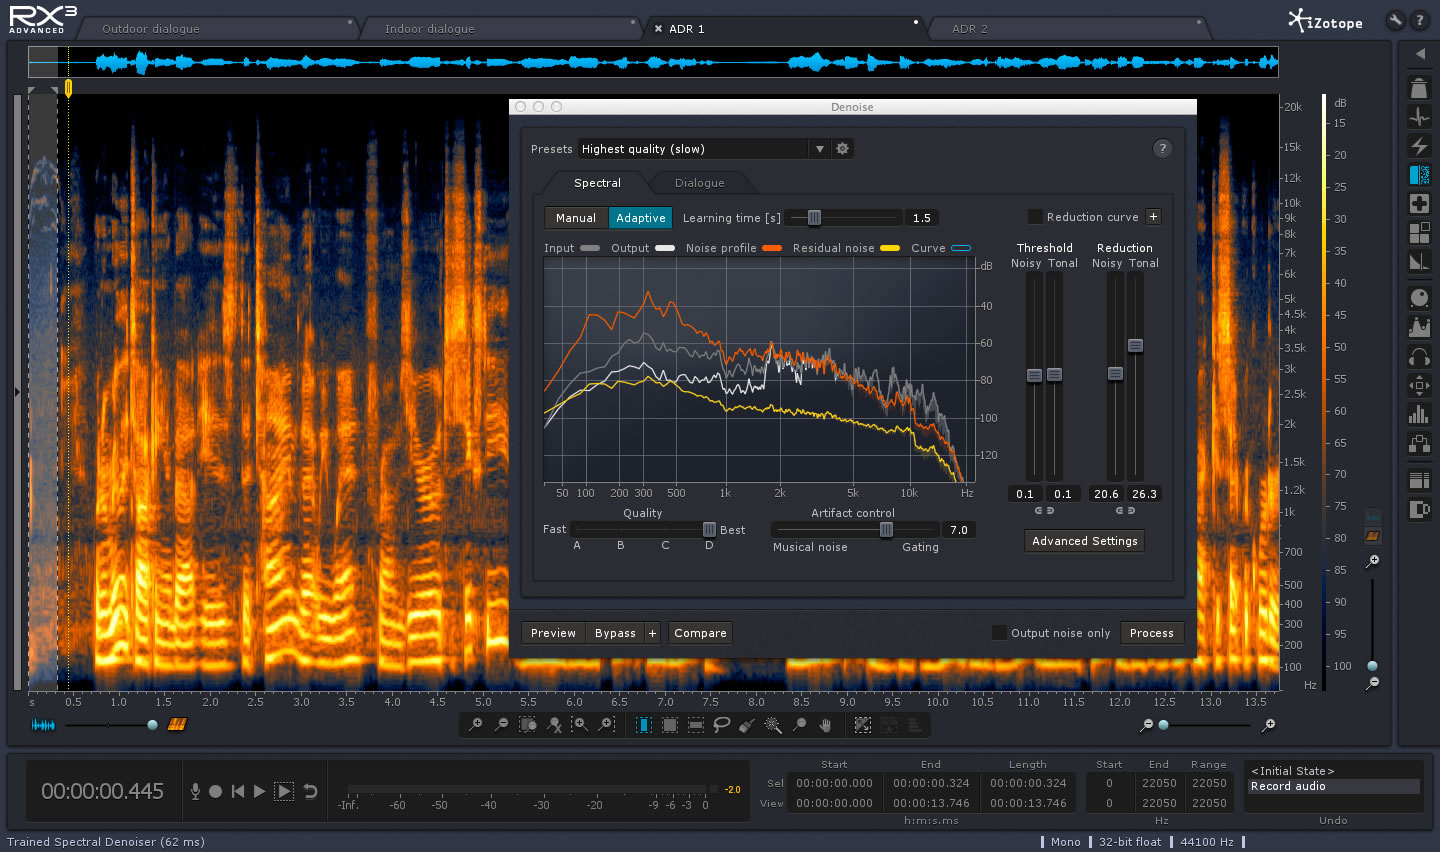 RX 3
ADVANCED
Outdoor dialogue
Indoor dialogue
ADR 1
ADR 2
iZotope
?
Denoise
Presets Highest quality (slow)
?
Spectral Dialogue
Manual Adaptive Learning time [s] 1.5 Reduction curve +
Input Output Noise profile Residual noise Curve
Threshold Reduction
Noisy Tonal Noisy Tonal
dB
40
60
80
100
120
50 100 200 300 500 1k 2k 5k 10k Hz
0.1 0.1 20.6 26.3
Quality Artifact control
Fast Best 7.0
A B C D Musical noise Gating
Advanced Settings
Preview Bypass + Compare Output noise only Process
20k
15k
12k
10k
9k
8k
7k
6k
5k
4.5k
4k
3.5k
3k
2.5k
2k
1.5k
1.2k
1k
700
500
400
300
200
100
Hz
dB
15
20
25
30
35
40
45
50
55
60
65
70
75
80
85
90
95
100
s 0.5 1.0 1.5 2.0 2.5 3.0 3.5 4.0 4.5 5.0 5.5 6.0 6.5 7.0 7.5 8.0 8.5 9.0 9.5 10.0 10.5 11.0 11.5 12.0 12.5 13.0 13.5
00:00:00.445
-Inf. -60 -40 -30 -20 -9 -6 -3 0
-2.0
Start End Length Start End Range
Sel 00:00:00.000 00:00:00.324 00:00:00.324 0 22050 22050
View 00:00:00.000 00:00:13.746 00:00:13.746 0 22050 22050
h:m:s.ms Hz
<Initial State>
Record audio
Undo
Trained Spectral Denoiser (62 ms)
Mono 32-bit float 44100 Hz